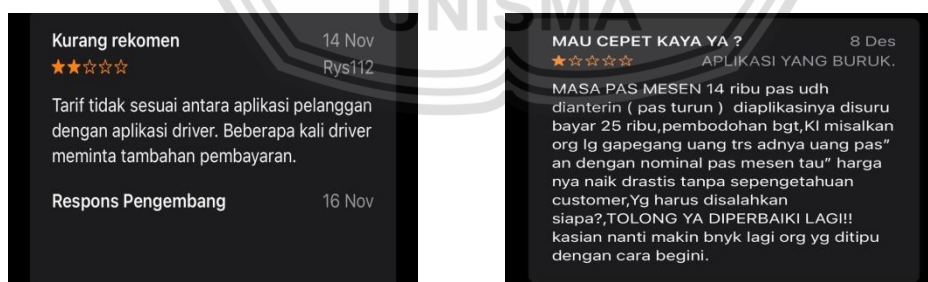 UNISMA
Kurang rekomen 14 Nov
★★☆☆☆ Rys112
Tarif tidak sesuai antara aplikasi pelanggan
dengan aplikasi driver. Beberapa kali driver
meminta tambahan pembayaran.
Respons Pengembang 16 Nov
MAU CEPET KAYA YA ? 8 Des
★☆☆☆☆ APLIKASI YANG BURUK.
MASA PAS MESEN 14 ribu pas udh
dianterin ( pas turun ) diaplikasinya disuru
bayar 25 ribu,pembodohan bgt,Kl misalkan
org lg gapegang uang trs adnya uang pas”
an dengan nominal pas mesen tau” harga
nya naik drastis tanpa sepengetahuan
customer,Yg harus disalahkan
siapa?,TOLONG YA DIPERBAIKI LAGI!!
kasian nanti makin bnyk lagi org yg ditipu
dengan cara begini.